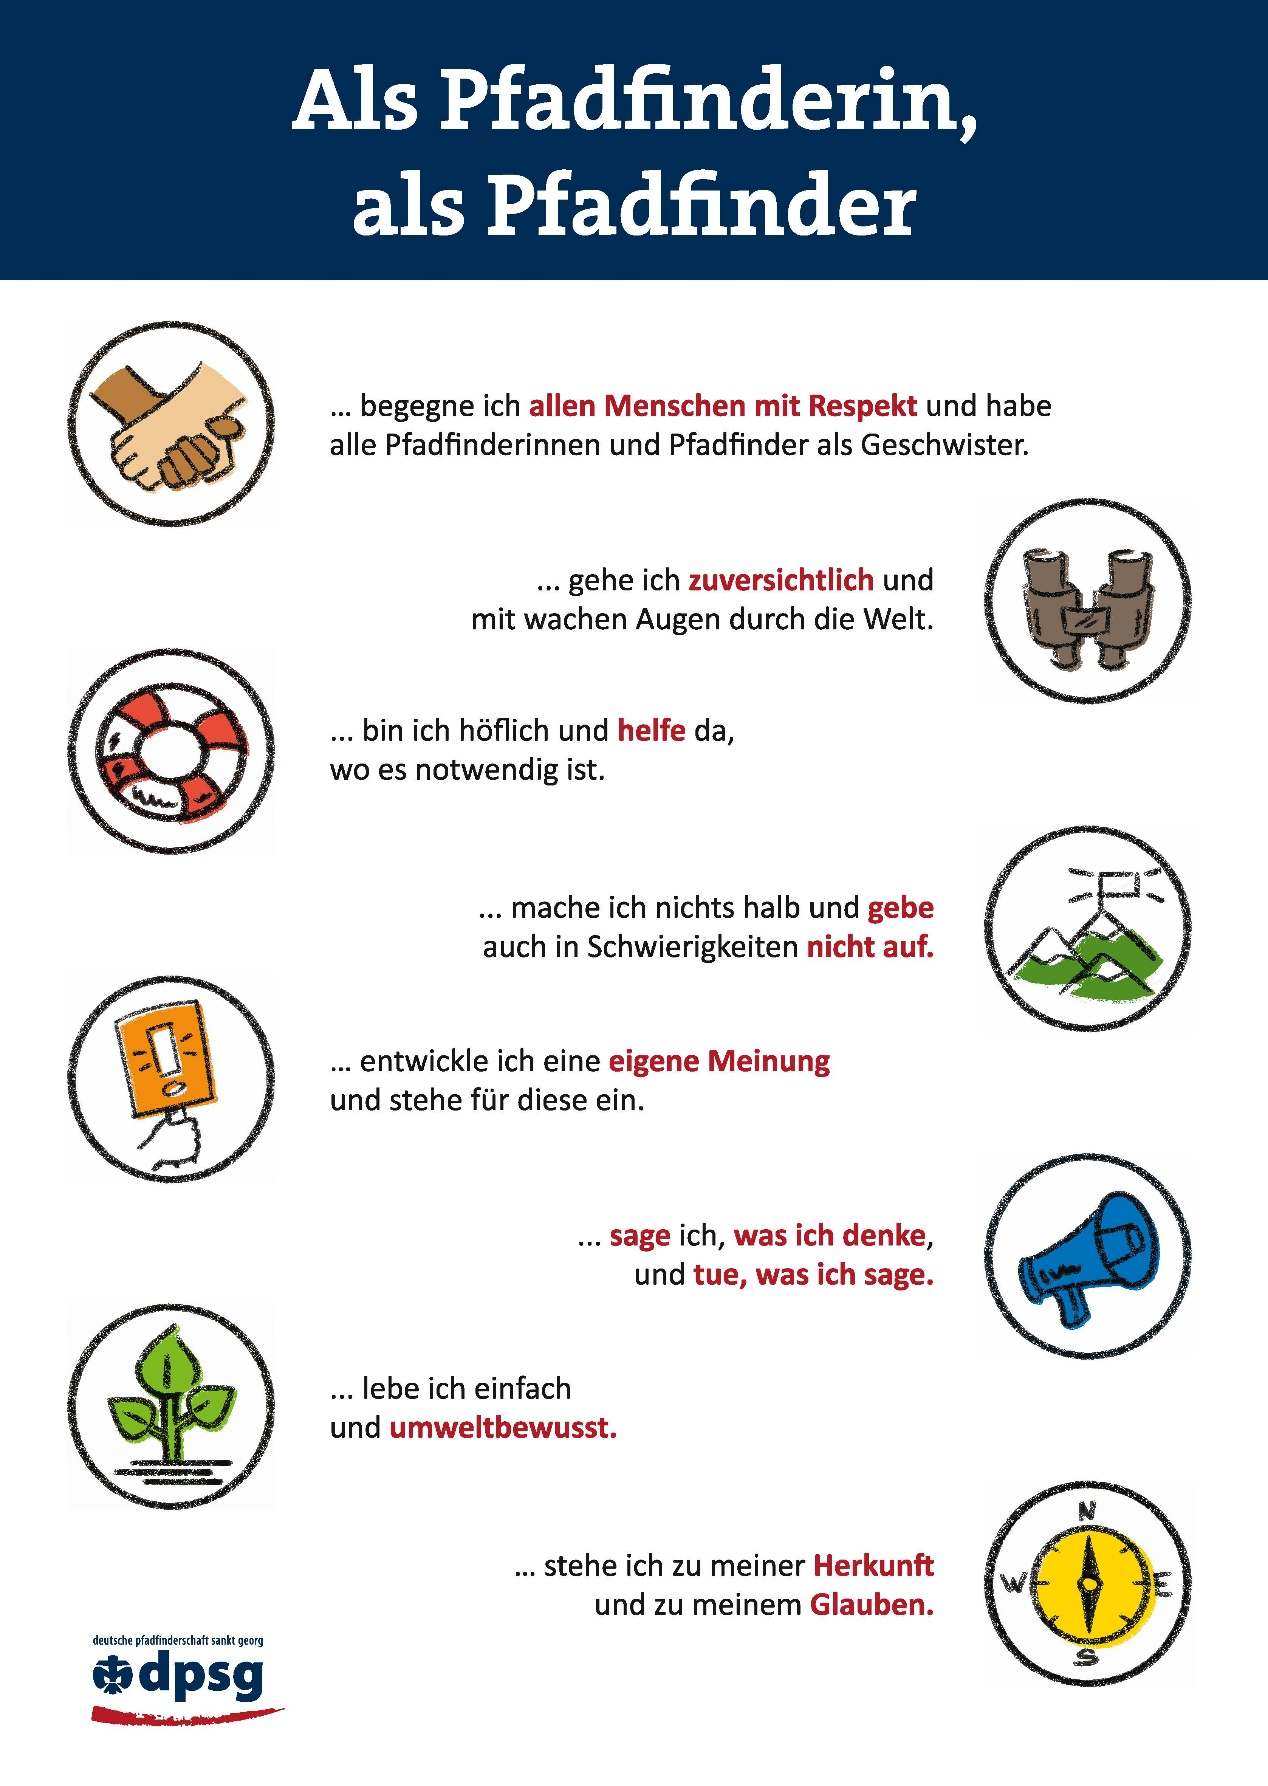 Als Pfadfinderin,
als Pfadfinder
... begegne ich allen Menschen mit Respekt und habe
alle Pfadfinderinnen und Pfadfinder als Geschwister.
... gehe ich zuversichtlich und
mit wachen Augen durch die Welt.
... bin ich höflich und helfe da,
wo es notwendig ist.
... mache ich nichts halb und gebe
auch in Schwierigkeiten nicht auf.
... entwickle ich eine eigene Meinung
und stehe für diese ein.
... sage ich, was ich denke,
und tue, was ich sage.
... lebe ich einfach
und umweltbewusst.
... stehe ich zu meiner Herkunft
und zu meinem Glauben.
N
W E
S
deutsche pfadfinderschaft sankt georg
dpsg